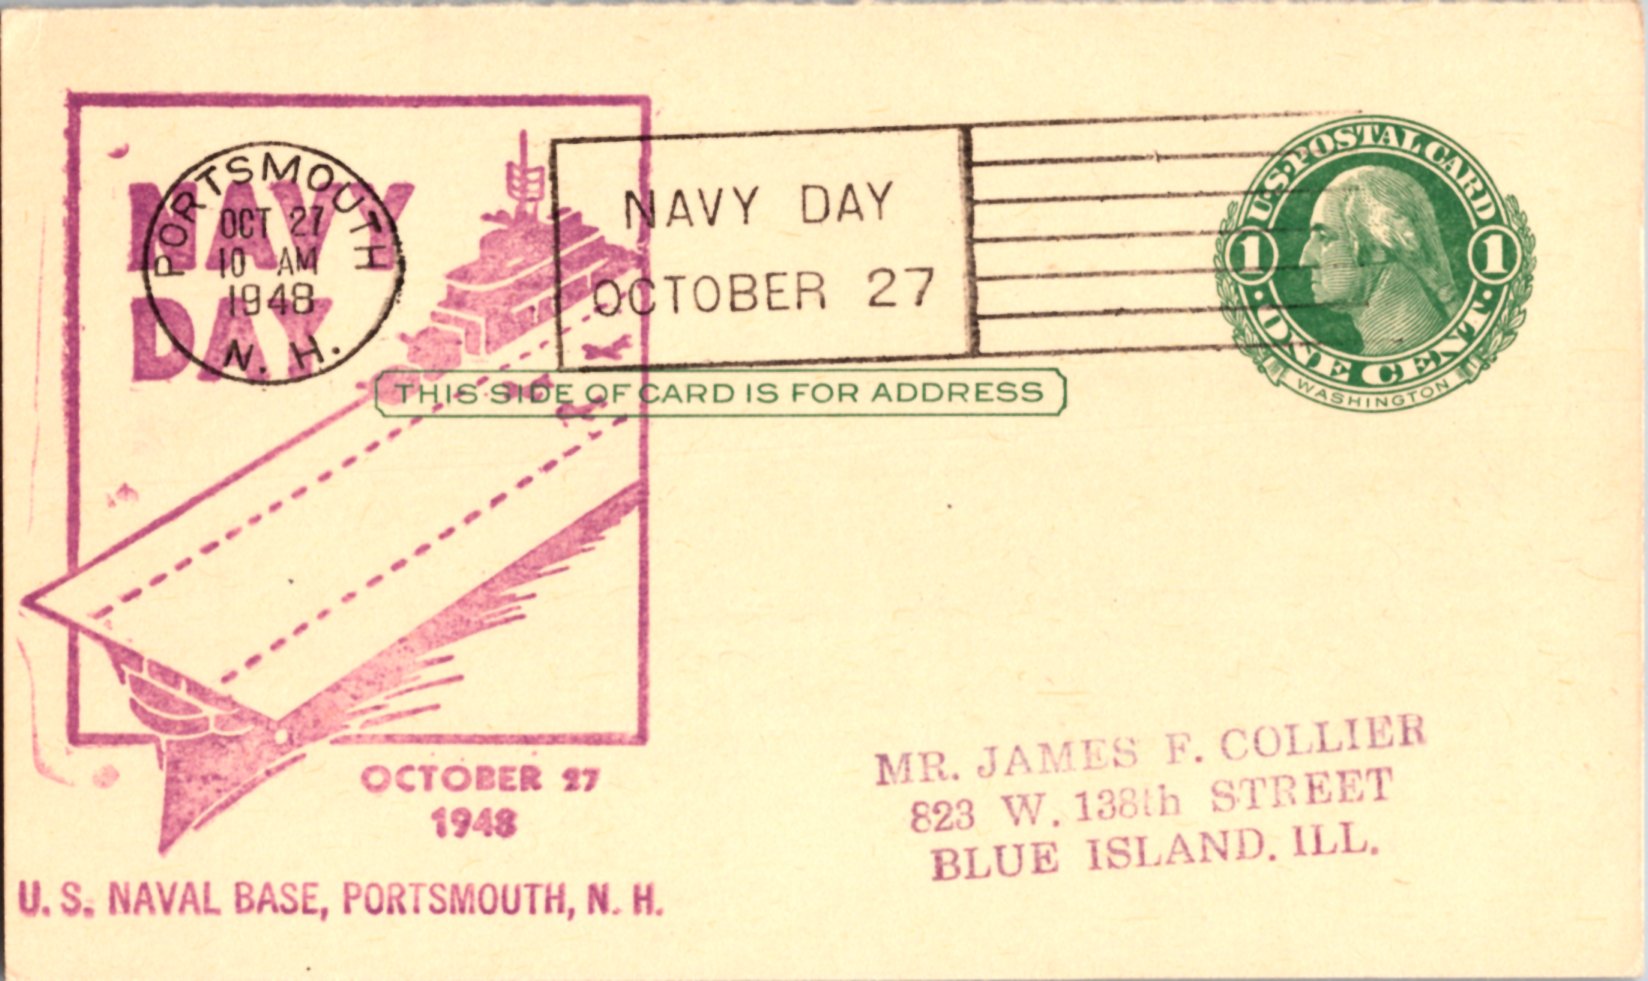 NAVY
DAY
PORTSMOUTH
OCT 27
10 AM
1948
N. H.
NAVY DAY
OCTOBER 27
U.S. POSTAL CARD
1 1
ONE CENT
WASHINGTON
THIS SIDE OF CARD IS FOR ADDRESS
OCTOBER 27
1948
U. S. NAVAL BASE, PORTSMOUTH, N. H.
MR. JAMES F. COLLIER
823 W. 138th STREET
BLUE ISLAND. ILL.